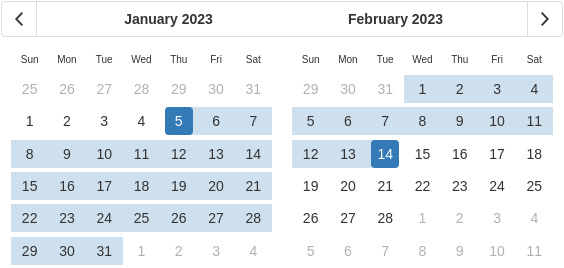 January 2023
Sun Mon Tue Wed Thu Fri Sat
25 26 27 28 29 30 31
1 2 3 4 5 6 7
8 9 10 11 12 13 14
15 16 17 18 19 20 21
22 23 24 25 26 27 28
29 30 31 1 2 3 4
February 2023
Sun Mon Tue Wed Thu Fri Sat
29 30 31 1 2 3 4
5 6 7 8 9 10 11
12 13 14 15 16 17 18
19 20 21 22 23 24 25
26 27 28 1 2 3 4
5 6 7 8 9 10 11